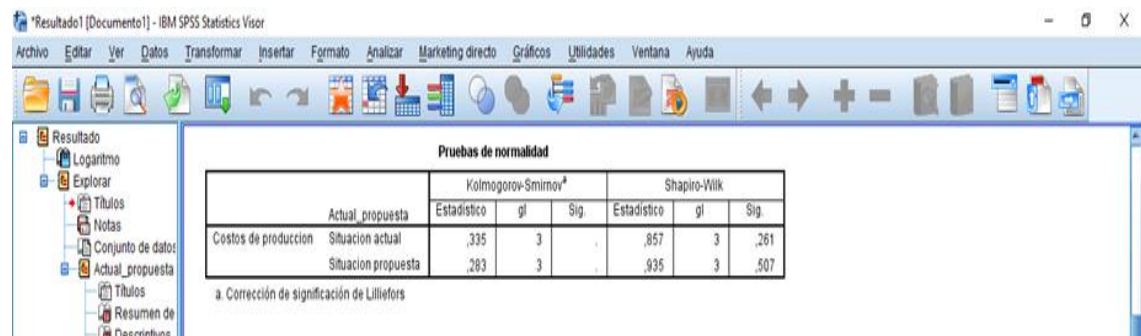 *Resultado1 [Documento1] - IBM SPSS Statistics Visor
Archivo Editar Ver Datos Transformar Insertar Formato Analizar Marketing directo Gráficos Utilidades Ventana Ayuda
Resultado
Logaritmo
Explorar
Títulos
Notas
Conjunto de datos
Actual_propuesta
Títulos
Resumen de
Descriptivos
Pruebas de normalidad
Kolmogorov-Smirnovª Shapiro-Wilk
Actual_propuesta Estadístico gl Sig. Estadístico gl Sig.
Costos de produccion Situacion actual ,335 3 . ,857 3 ,261
Situacion propuesta ,283 3 . ,935 3 ,507
a. Corrección de significación de Lilliefors